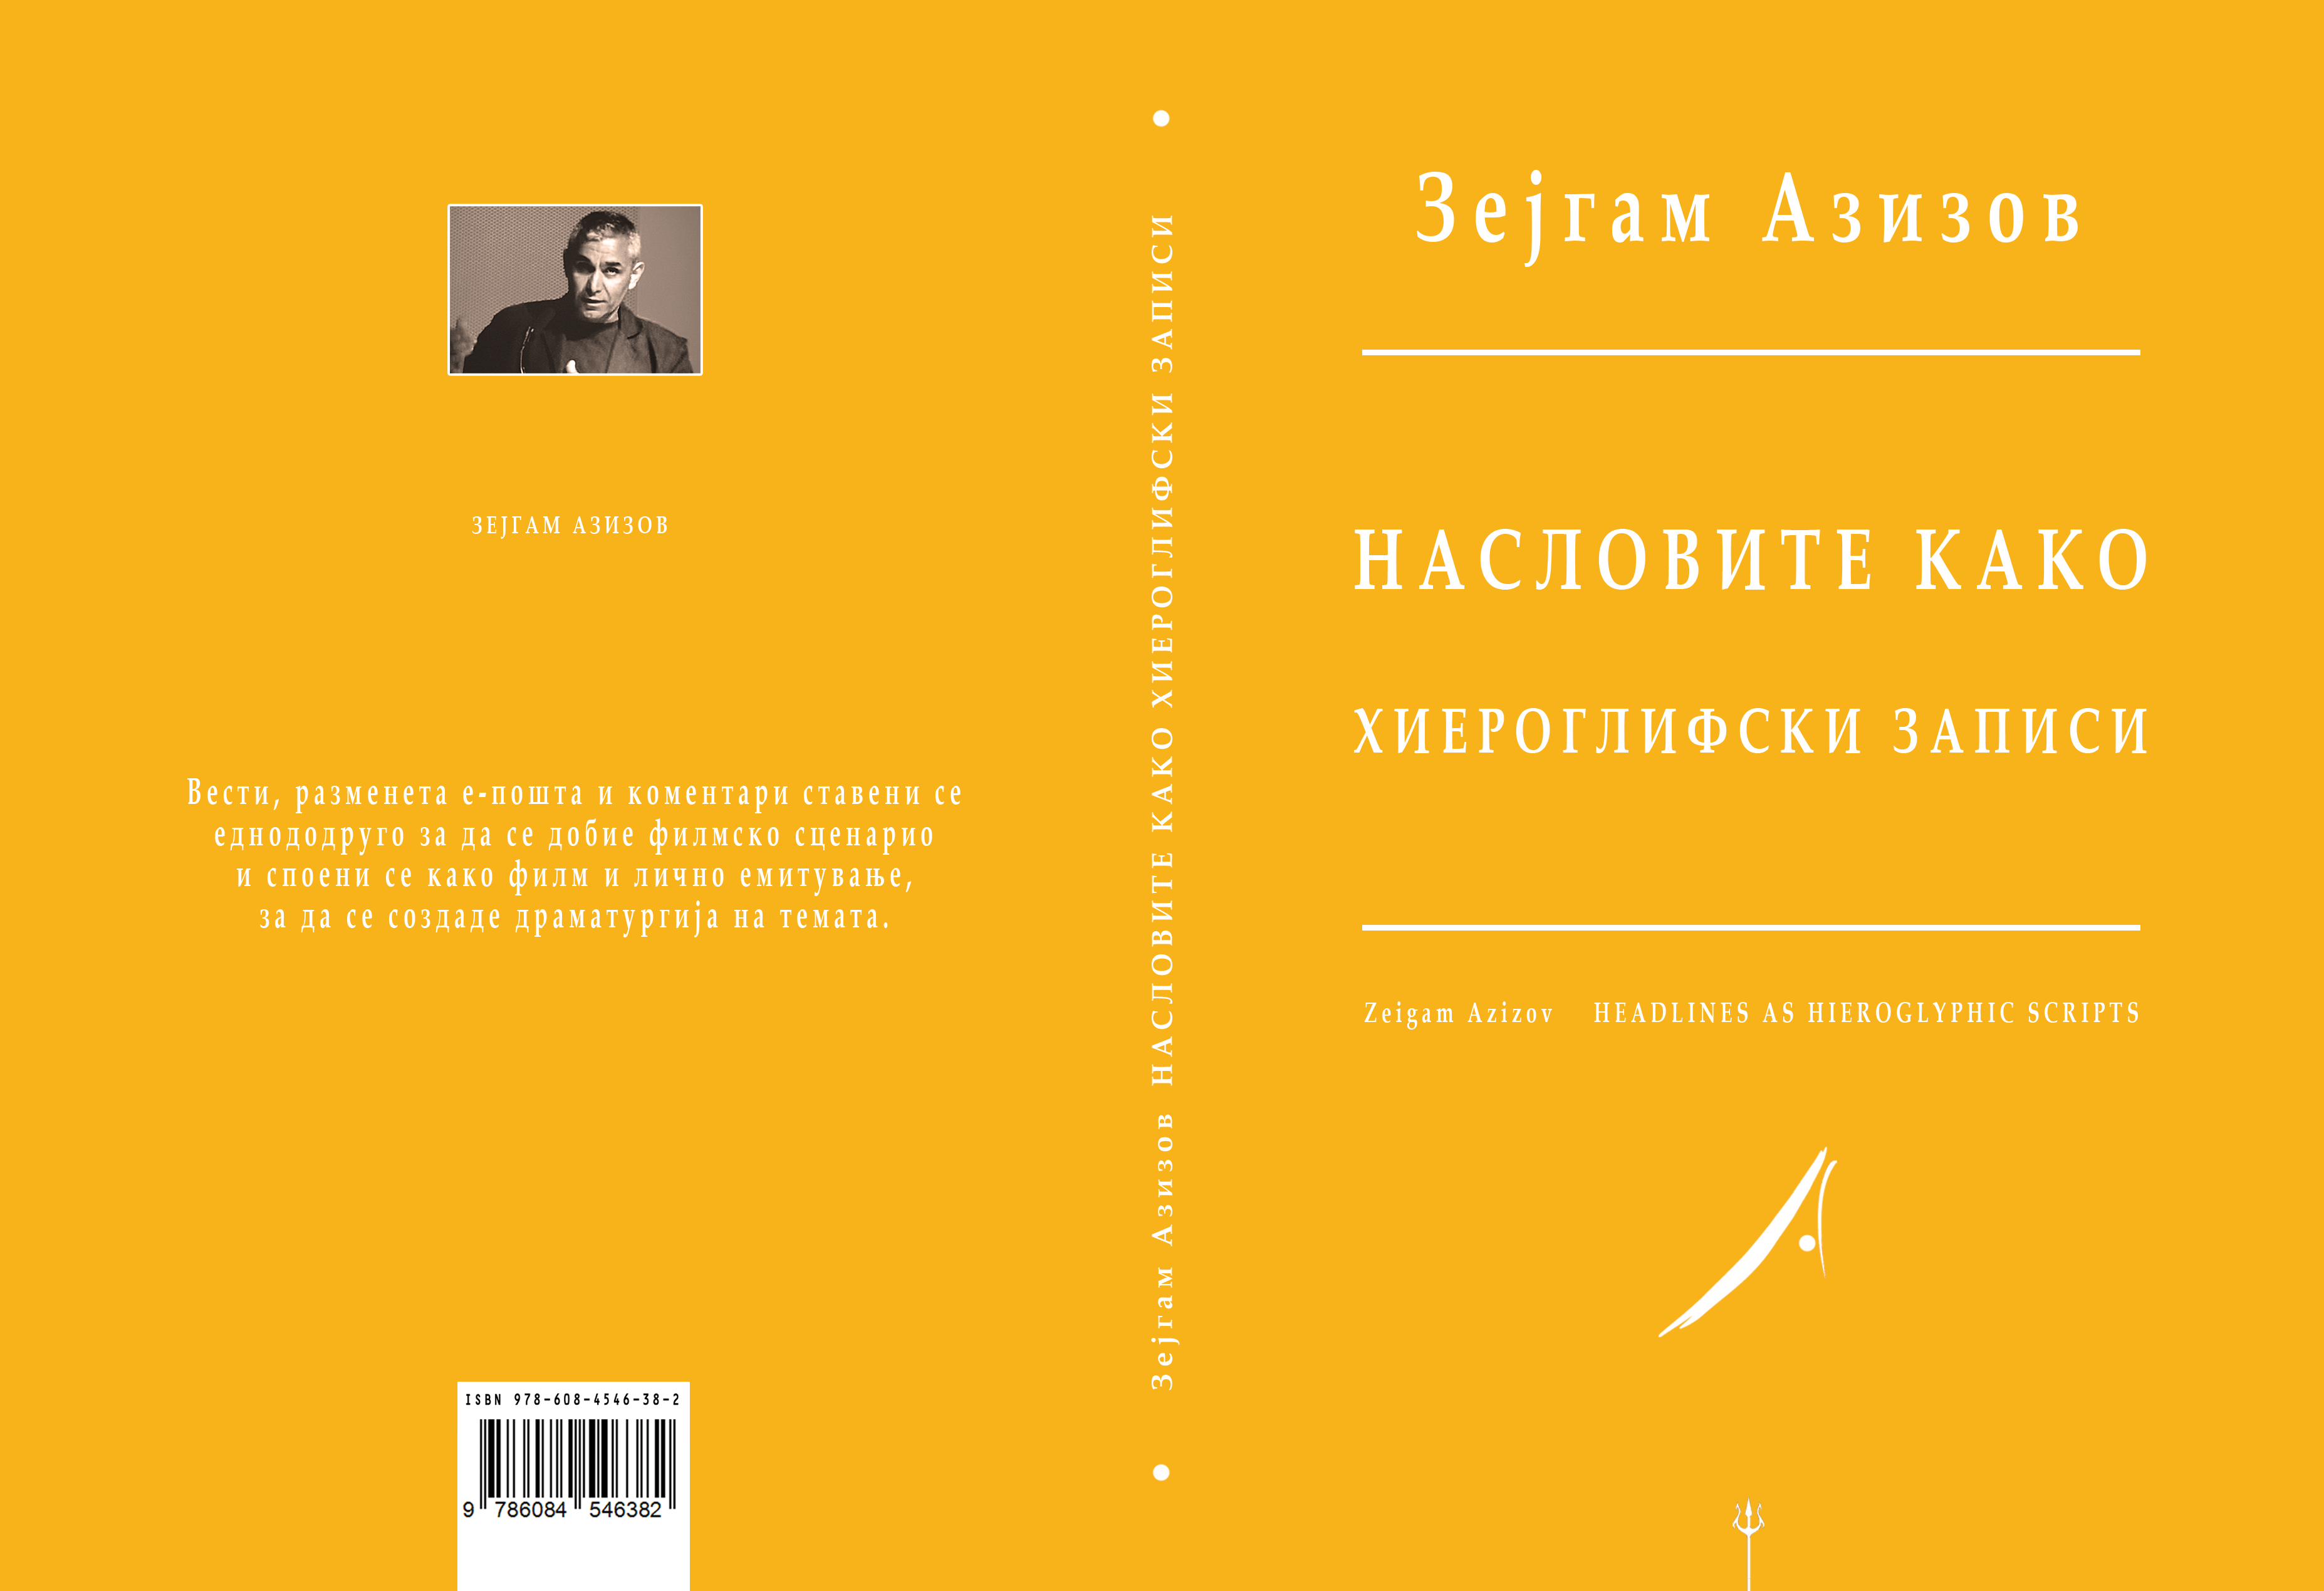 ЗЕЈГАМ АЗИЗОВ
Вести, разменета е-пошта и коментари ставени се
еднододруго за да се добие филмско сценарио
и споени се како филм и лично емитување,
за да се создаде драматургија на темата.
ISBN 978-608-4546-38-2
9 786084 546382
Зејгам Азизов НАСЛОВИТЕ КАКО ХИЕРОГЛИФСКИ ЗАПИСИ
Зејгам Азизов
НАСЛОВИТЕ КАКО
ХИЕРОГЛИФСКИ ЗАПИСИ
Zeigam Azizov HEADLINES AS HIEROGLYPHIC SCRIPTS